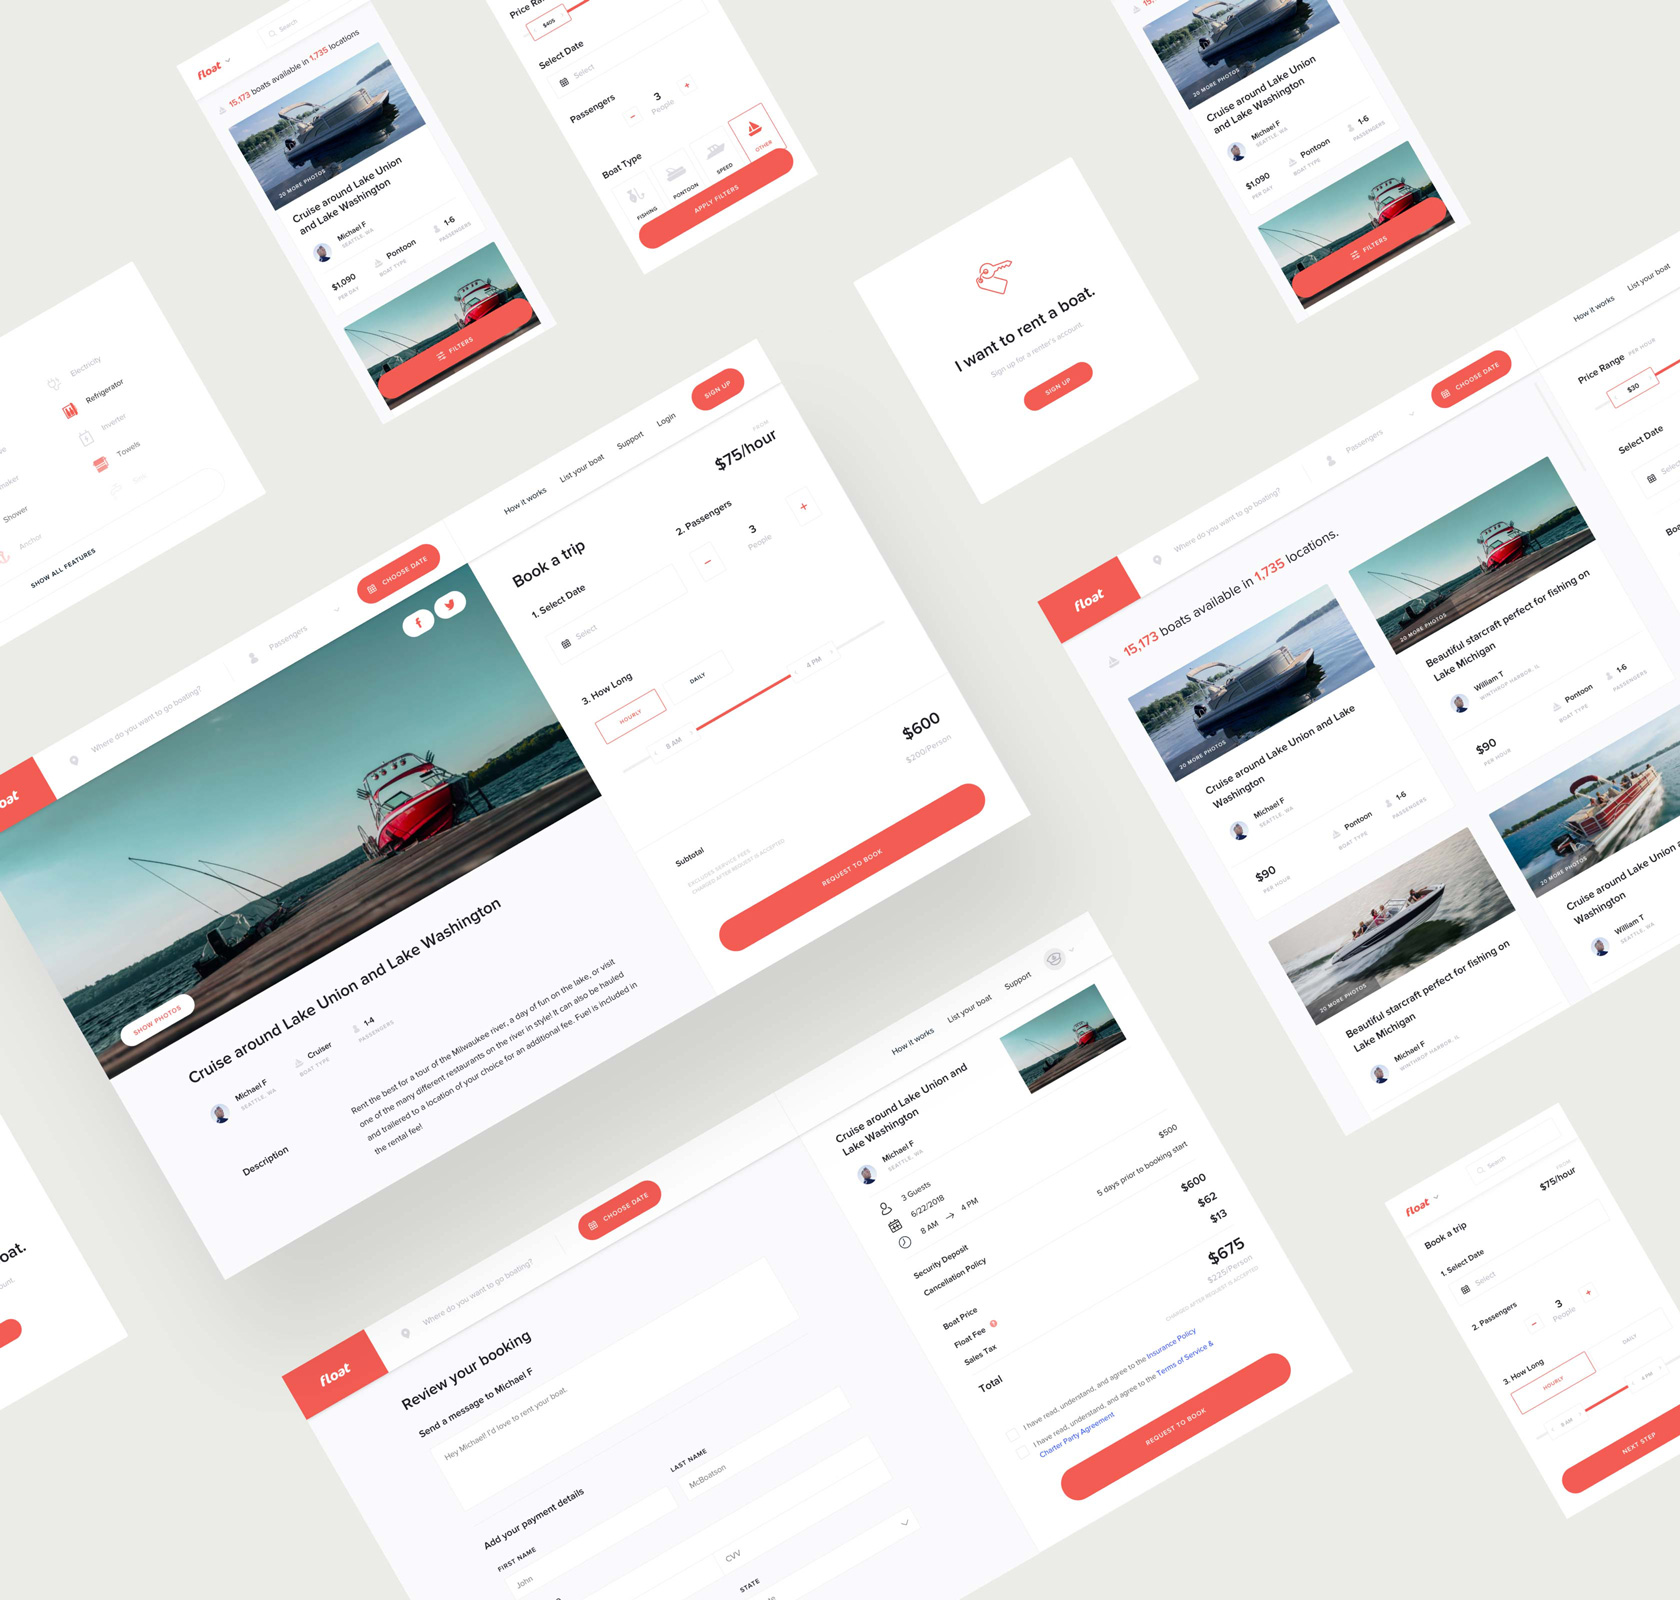 float
Search
15,173 boats available in 1,735 locations
20 MORE PHOTOS
Cruise around Lake Union
and Lake Washington
Michael F
SEATTLE, WA
$1,090
PER DAY
Pontoon
BOAT TYPE
1-6
PASSENGERS
FILTERS
$405
Select Date
Select
Passengers
3
People
Boat Type
FISHING
PONTOON
SPEED
OTHER
APPLY FILTERS
20 MORE PHOTOS
Cruise around Lake Union
and Lake Washington
Michael F
SEATTLE, WA
$1,090
PER DAY
Pontoon
BOAT TYPE
1-6
PASSENGERS
FILTERS
Electricity
Refrigerator
Inverter
Towels
Shower
Anchor
SHOW ALL FEATURES
I want to rent a boat.
Sign up for a renter's account.
SIGN UP
Where do you want to go boating?
Passengers
CHOOSE DATE
How it works
List your boat
Support
Login
SIGN UP
SHOW PHOTOS
Cruise around Lake Union and Lake Washington
Michael F
SEATTLE, WA
Cruiser
BOAT TYPE
1-4
PASSENGERS
Description
Rent the best for a tour of the Milwaukee river, a day of fun on the lake, or visit
one of the many different restaurants on the river in style! It can also be hauled
and trailered to a location of your choice for an additional fee. Fuel is included in
the rental fee!
FROM
$75/hour
Book a trip
1. Select Date
Select
2. Passengers
3
People
3. How Long
HOURLY
DAILY
8 AM
4 PM
$600
$200/Person
Subtotal
EXCLUDES SERVICE FEES
CHARGED AFTER REQUEST IS ACCEPTED
REQUEST TO BOOK
float
Where do you want to go boating?
Passengers
CHOOSE DATE
How it works
List your boat
15,173 boats available in 1,735 locations.
20 MORE PHOTOS
Cruise around Lake Union and Lake
Washington
Michael F
SEATTLE, WA
$90
PER HOUR
Pontoon
BOAT TYPE
1-6
PASSENGERS
20 MORE PHOTOS
Beautiful starcraft perfect for fishing on
Lake Michigan
William T
WINTHROP HARBOR, IL
$90
PER HOUR
Pontoon
BOAT TYPE
1-6
PASSENGERS
20 MORE PHOTOS
Beautiful starcraft perfect for fishing on
Lake Michigan
Michael F
WINTHROP HARBOR, IL
20 MORE PHOTOS
Cruise around Lake Union
Washington
William T
SEATTLE, WA
Price Range
PER HOUR
$30
Select Date
float
Where do you want to go boating?
CHOOSE DATE
How it works
List your boat
Support
Review your booking
Send a message to Michael F
Hey Michael! I'd love to rent your boat.
Add your payment details
FIRST NAME
John
LAST NAME
McBoatson
CVV
STATE
Cruise around Lake Union and
Lake Washington
Michael F
SEATTLE, WA
3 Guests
6/22/2018
8 AM → 4 PM
Security Deposit
$500
Cancellation Policy
5 days prior to booking start
Boat Price
$600
Float Fee
$62
Sales Tax
$13
Total
$675
$225/Person
CHARGED AFTER REQUEST IS ACCEPTED
I have read, understand, and agree to the Insurance Policy
I have read, understand, and agree to the Terms of Service &
Charter Party Agreement
REQUEST TO BOOK
float
Search
FROM
$75/hour
Book a trip
1. Select Date
Select
2. Passengers
3
People
3. How Long
HOURLY
DAILY
8 AM
4 PM
NEXT STEP